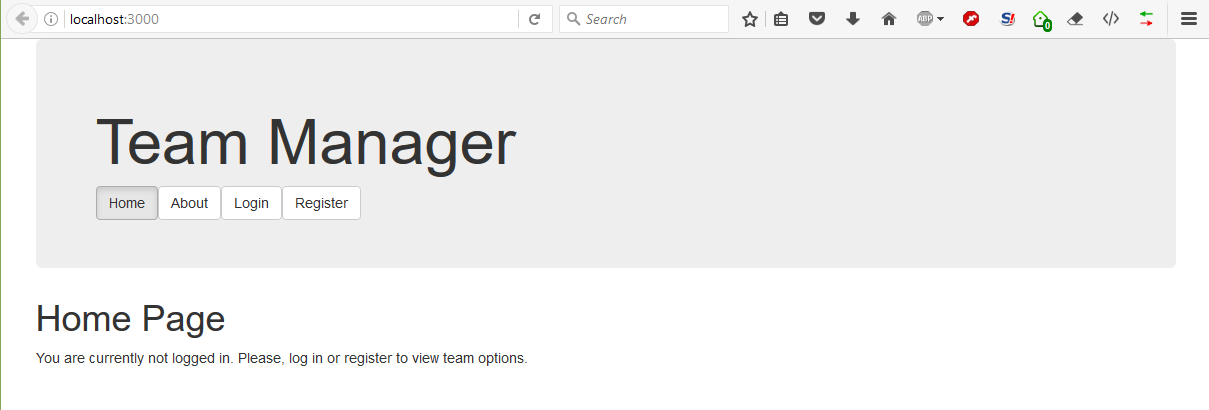 localhost:3000
Search
ABP
S!
0
Team Manager
Home
About
Login
Register
Home Page
You are currently not logged in. Please, log in or register to view team options.